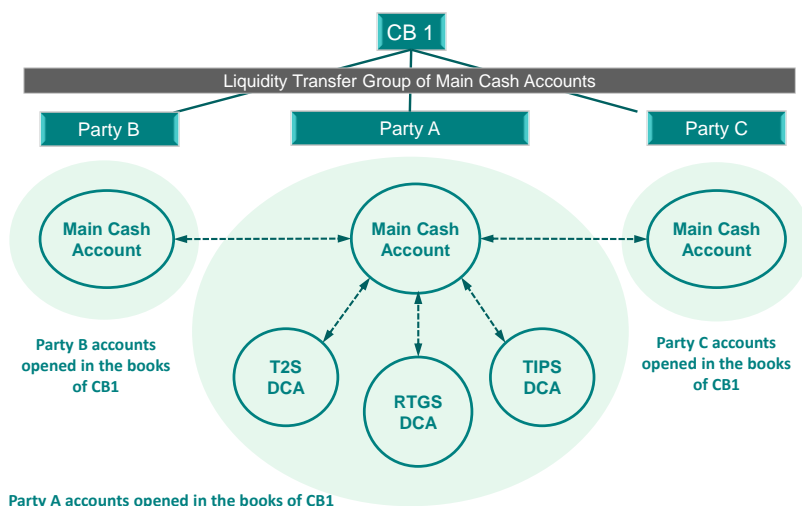 CB 1
Liquidity Transfer Group of Main Cash Accounts
Party B
Party A
Party C
Main Cash
Account
Main Cash
Account
Main Cash
Account
Party B accounts
opened in the books
of CB1
T2S
DCA
RTGS
DCA
TIPS
DCA
Party C accounts
opened in the books
of CB1
Party A accounts opened in the books of CB1